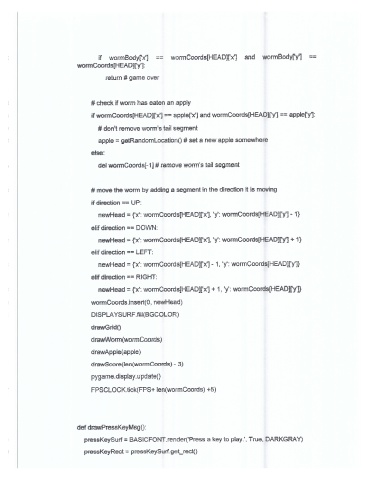 if wormBody['x'] == wormCoords[HEAD]['x'] and wormBody['y'] ==
wormCoords[HEAD]['y']:
return # game over
# check if worm has eaten an apply
if wormCoords[HEAD]['x'] == apple['x'] and wormCoords[HEAD]['y'] == apple['y']:
# don't remove worm's tail segment
apple = getRandomLocation() # set a new apple somewhere
else:
del wormCoords[-1] # remove worm's tail segment
# move the worm by adding a segment in the direction it is moving
if direction == UP:
newHead = {'x': wormCoords[HEAD]['x'], 'y': wormCoords[HEAD]['y'] - 1}
elif direction == DOWN:
newHead = {'x': wormCoords[HEAD]['x'], 'y': wormCoords[HEAD]['y'] + 1}
elif direction == LEFT:
newHead = {'x': wormCoords[HEAD]['x'] - 1, 'y': wormCoords[HEAD]['y']}
elif direction == RIGHT:
newHead = {'x': wormCoords[HEAD]['x'] + 1, 'y': wormCoords[HEAD]['y']}
wormCoords.insert(0, newHead)
DISPLAYSURF.fill(BGCOLOR)
drawGrid()
drawWorm(wormCoords)
drawApple(apple)
drawScore(len(wormCoords) - 3)
pygame.display.update()
FPSCLOCK.tick(FPS+ len(wormCoords) +5)
def drawPressKeyMsg():
pressKeySurf = BASICFONT.render('Press a key to play.', True, DARKGRAY)
pressKeyRect = pressKeySurf.get_rect()